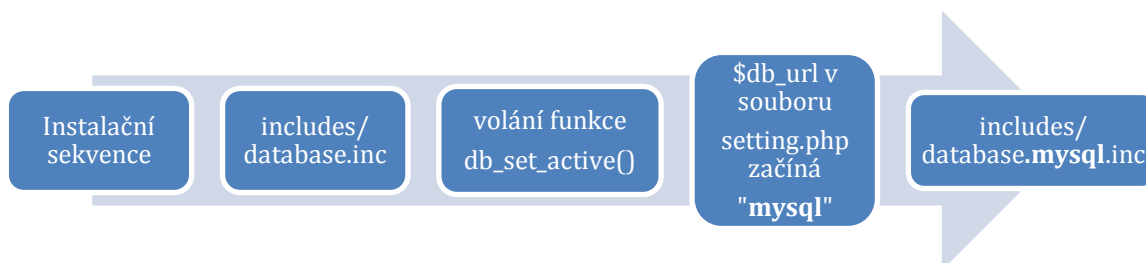 Instalační
sekvence
includes/
database.inc
volání funkce
db_set_active()
$db_url v
souboru
setting.php
začíná
"mysql"
includes/
database.mysql.inc